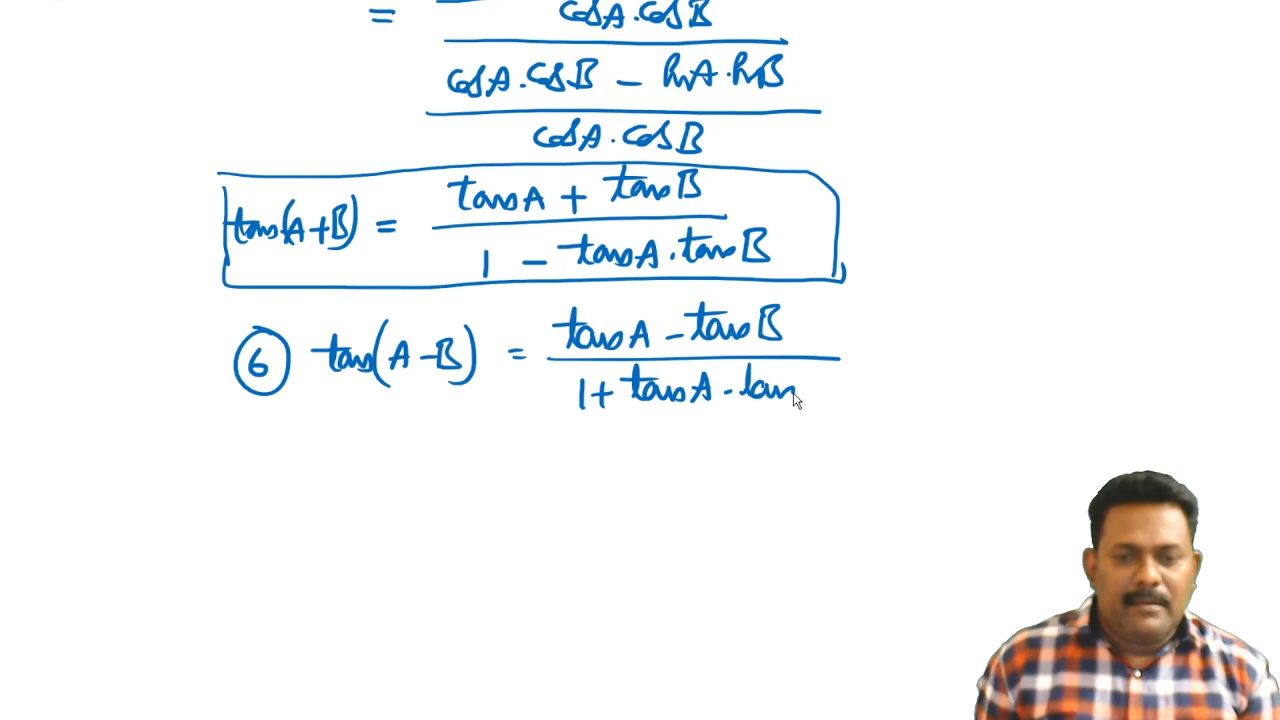 = cosA.cosB
cosA.cosB - sinA.sinB
cosA.cosB
tan(A+B) = tanA + tanB
1 - tanA.tanB
6 tan(A-B) = tanA - tanB
1 + tanA.tan